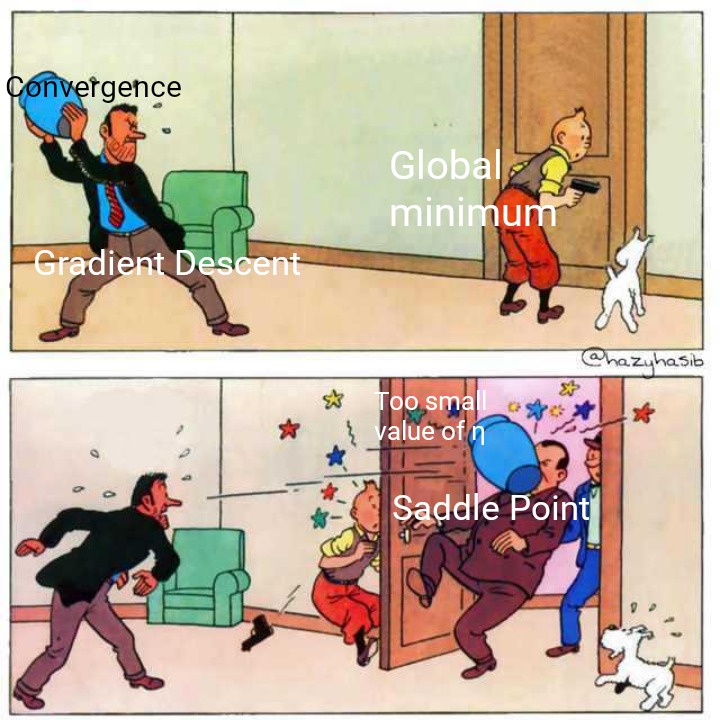 Convergence
Global
minimum
Gradient Descent
@hazyhasib
Too small
value of η
Saddle Point